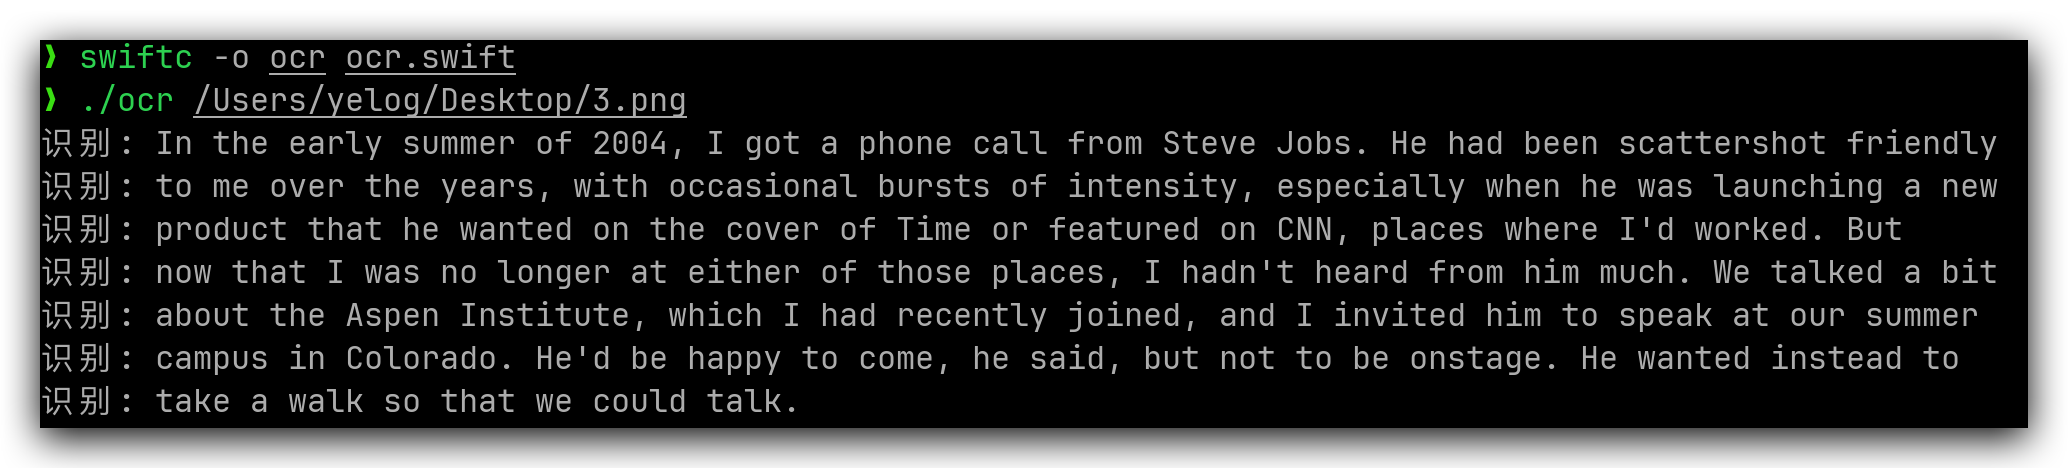 ❯ swiftc -o ocr ocr.swift
❯ ./ocr /Users/yelog/Desktop/3.png
识别: In the early summer of 2004, I got a phone call from Steve Jobs. He had been scattershot friendly
识别: to me over the years, with occasional bursts of intensity, especially when he was launching a new
识别: product that he wanted on the cover of Time or featured on CNN, places where I'd worked. But
识别: now that I was no longer at either of those places, I hadn't heard from him much. We talked a bit
识别: about the Aspen Institute, which I had recently joined, and I invited him to speak at our summer
识别: campus in Colorado. He'd be happy to come, he said, but not to be onstage. He wanted instead to
识别: take a walk so that we could talk.